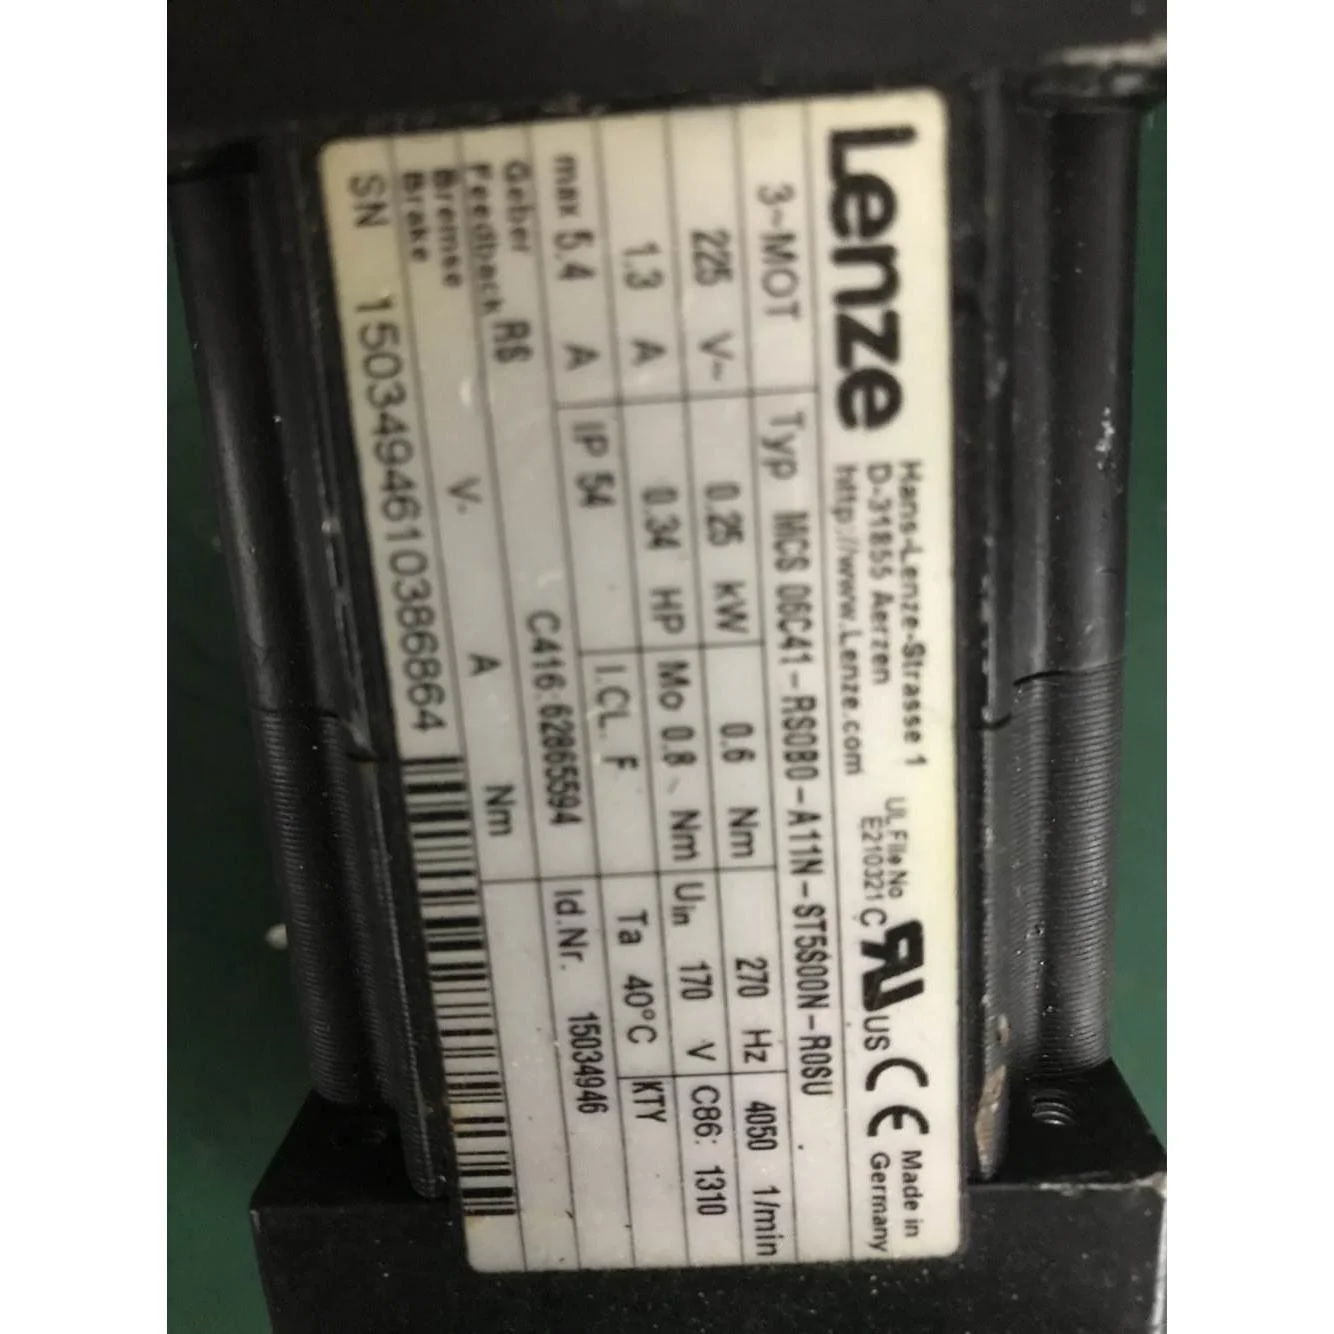 Lenze
Hans-Lenze-Strasse 1
D-31855 Aerzen
http://www.Lenze.com
UL File No
E210321
C UR US CE
Made in
Germany
3~MOT Typ MCS 06C41-RS0B0-A11N-ST5S00N-R0SU
225 V~ 0.25 kW 0.6 Nm 270 Hz 4050 1/min
1.3 A 0.34 HP Mo 0.8 Nm Uin 170 V C86: 1310
max 5.4 A IP 54 I.CL. F Ta 40°C KTY
Geber
Feedback RS C416:62865594 Id.Nr. 15034946
Bremse
Brake V- A Nm
SN 1503494610386864